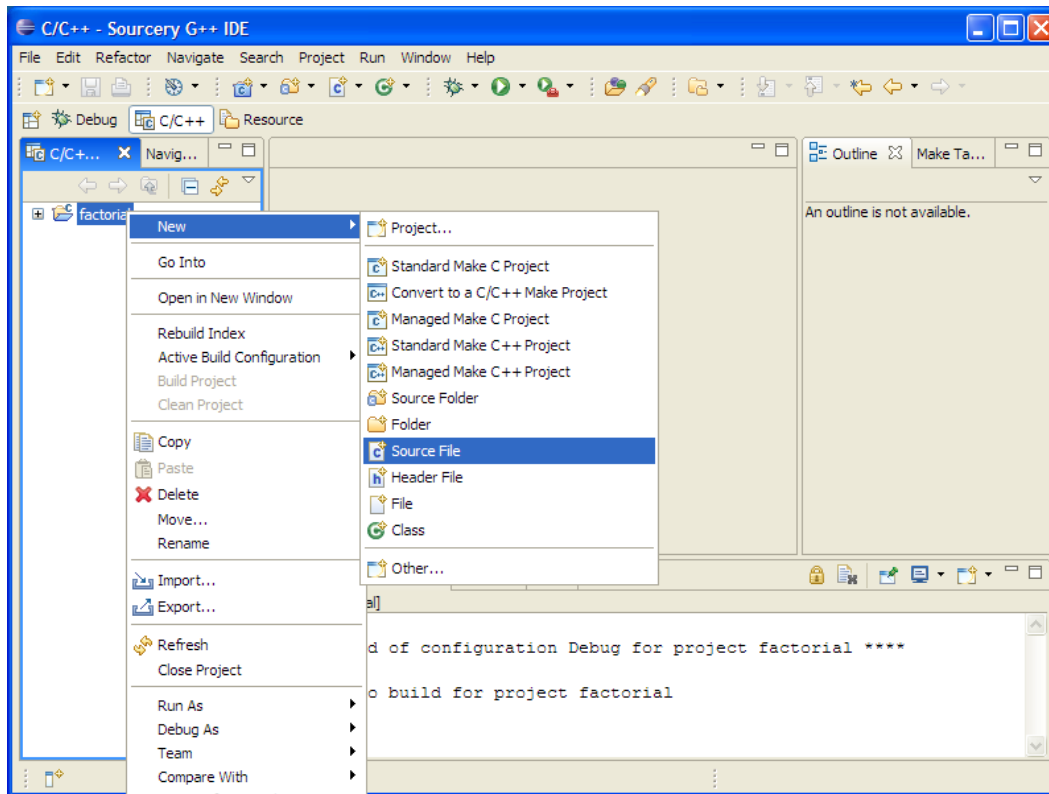 C/C++ - Sourcery G++ IDE
File Edit Refactor Navigate Search Project Run Window Help
Debug C/C++ Resource
C/C+... Navig...
Outline Make Ta...
factorial
An outline is not available.
New
Go Into
Open in New Window
Rebuild Index
Active Build Configuration
Build Project
Clean Project
Copy
Paste
Delete
Move...
Rename
Import...
Export...
Refresh
Close Project
Run As
Debug As
Team
Compare With
Project...
Standard Make C Project
Convert to a C/C++ Make Project
Managed Make C Project
Standard Make C++ Project
Managed Make C++ Project
Source Folder
Folder
Source File
Header File
File
Class
Other...
al]
d of configuration Debug for project factorial ****
o build for project factorial